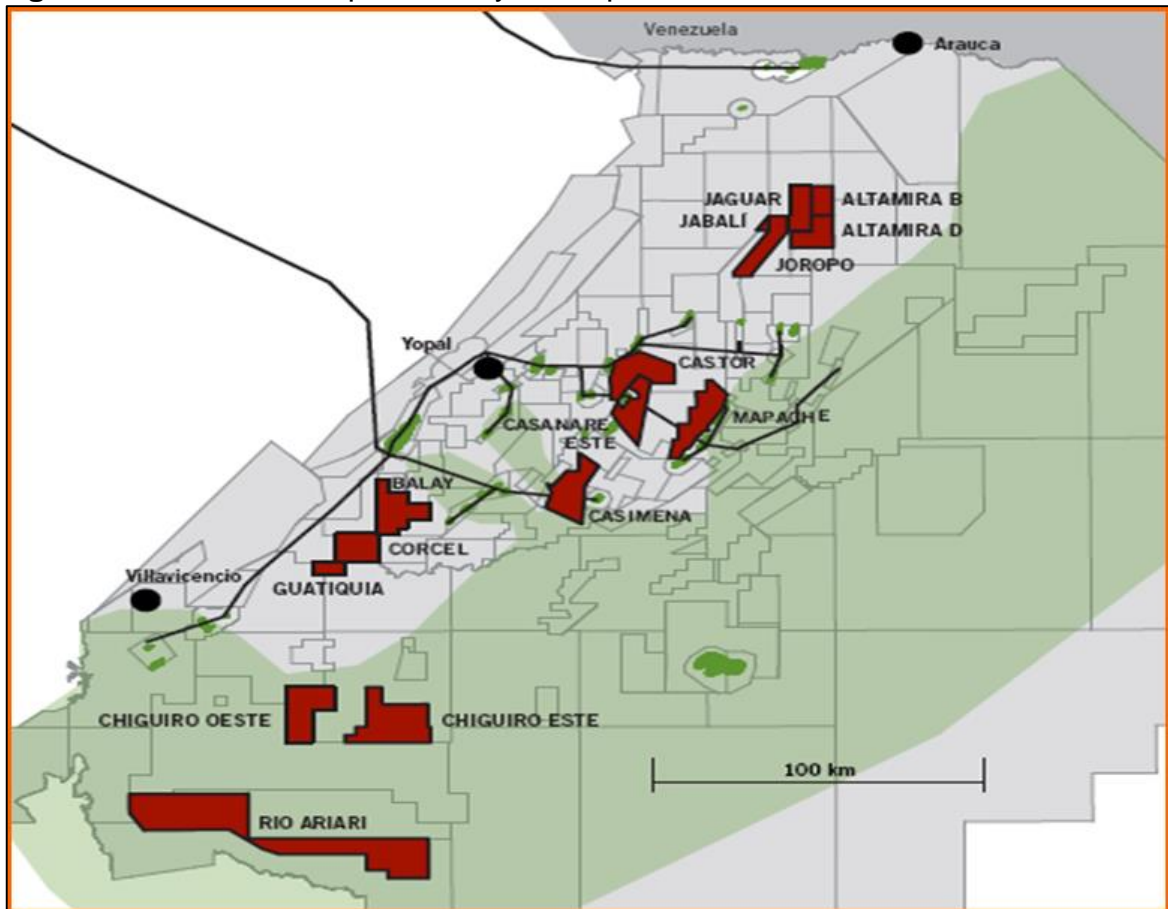 Venezuela
Arauca
JAGUAR
ALTAMIRA B
JABALÍ
ALTAMIRA D
JOROPO
Yopal
CASTOR
CASANARE
ESTE
MAPACHE
BALAY
CASIMENA
CORCEL
Villavicencio
GUATIQUIA
CHIGUIRO OESTE
CHIGUIRO ESTE
100 km
RIO ARIARI